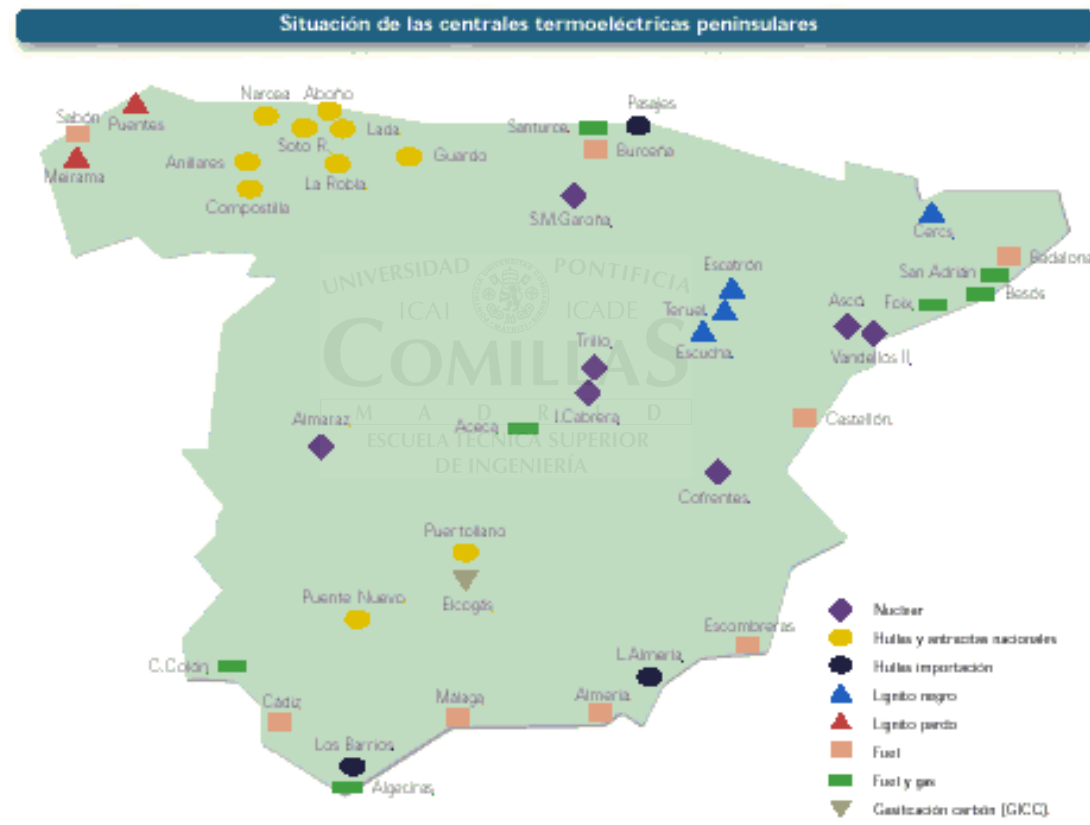 Situación de las centrales termoeléctricas peninsulares
Narcea
Aboño
Sabón
Puentes
Soto R.
Lada
Pasajes
Santurce
Burceña
Meirama
Anllares
La Robla
Guardo
Compostilla
S.M.Garoña
Cercs
Escatrón
San Adrián
Badalona
Besós
Foix
Teruel
Ascó
Escucha
Vandellos II
Trillo
J.Cabrera
Aceca
Almaraz
Castellón
Cofrentes
UNIVERSIDAD PONTIFICIA
ICAI ICADE
COMILLAS
MADRID
ESCUELA TÉCNICA SUPERIOR
DE INGENIERÍA
Puertollano
Elcogás
Puente Nuevo
Escombreras
L.Almería
C.Colón
Cádiz
Málaga
Almería
Los Barrios
Algeciras
Nuclear
Hullas y antracitas nacionales
Hullas importación
Lignito negro
Lignito pardo
Fuel
Fuel y gas
Gasificación carbón (GICC)